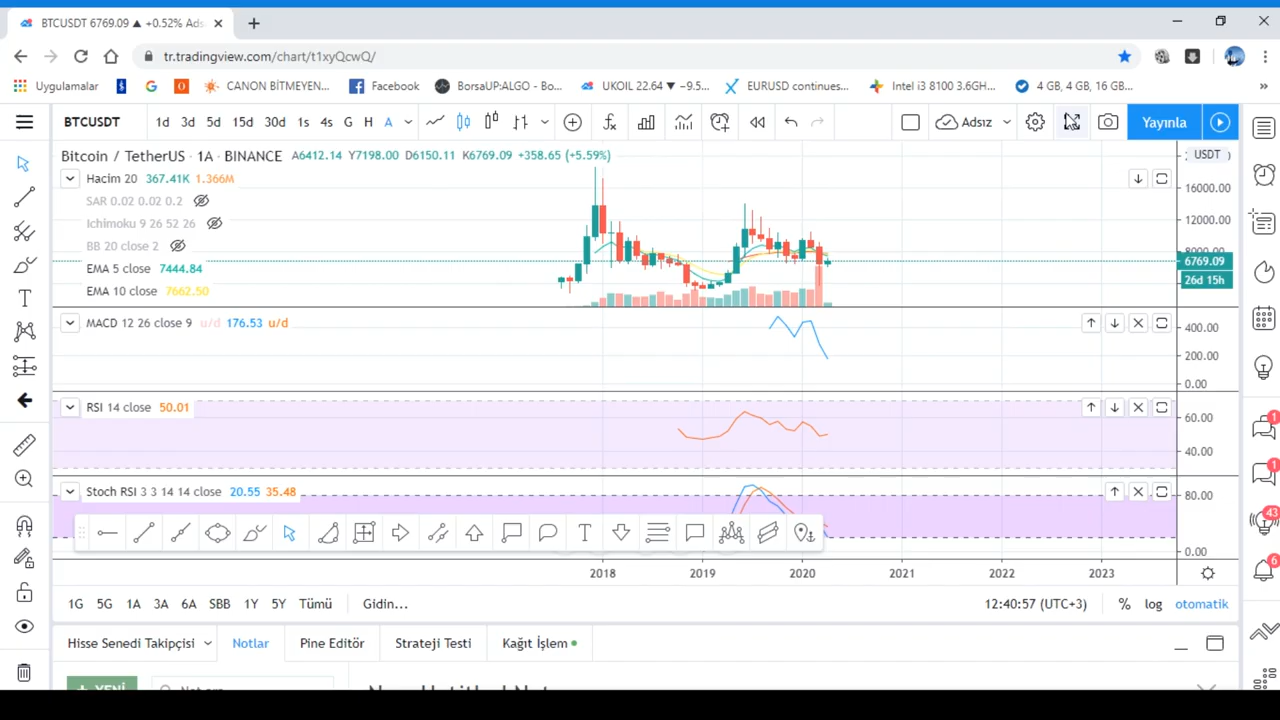 BTCUSDT 6769.09 ▲ +0.52% Ads
tr.tradingview.com/chart/t1xyQcwQ/
Uygulamalar CANON BİTMEYEN... Facebook BorsaUP:ALGO - Bo... UKOIL 22.64 ▼ −9.5... EURUSD continues... Intel i3 8100 3.6GH... 4 GB, 4 GB, 16 GB...
BTCUSDT 1d 3d 5d 15d 30d 1s 4s G H A Adsız Yayınla
Bitcoin / TetherUS · 1A · BINANCE A6412.14 Y7198.00 D6150.11 K6769.09 +358.65 (+5.59%) USDT
Hacim 20 367.41K 1.366M
16000.00
SAR 0.02 0.02 0.2
Ichimoku 9 26 52 26
12000.00
BB 20 close 2
8000.00
EMA 5 close 7444.84
6769.09
26d 15h
EMA 10 close 7662.50
MACD 12 26 close 9 u/d 176.53 u/d
400.00
200.00
0.00
RSI 14 close 50.01
60.00
40.00
Stoch RSI 3 3 14 14 close 20.55 35.48
80.00
0.00
2018 2019 2020 2021 2022 2023
1G 5G 1A 3A 6A SBB 1Y 5Y Tümü Gidin... 12:40:57 (UTC+3) % log otomatik
Hisse Senedi Takipçisi Notlar Pine Editör Strateji Testi Kağıt İşlem
1
1
43
6
+ YENİ